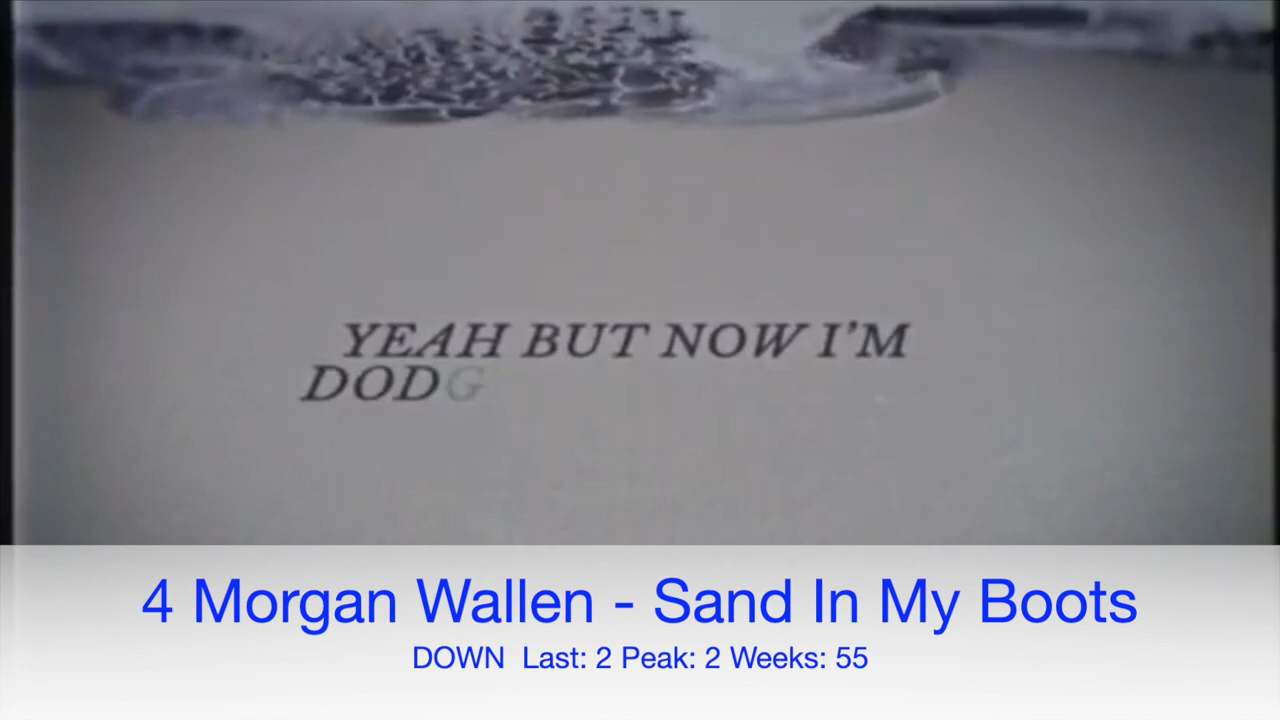 YEAH BUT NOW I'M
DODG
4 Morgan Wallen - Sand In My Boots
DOWN  Last: 2 Peak: 2 Weeks: 55